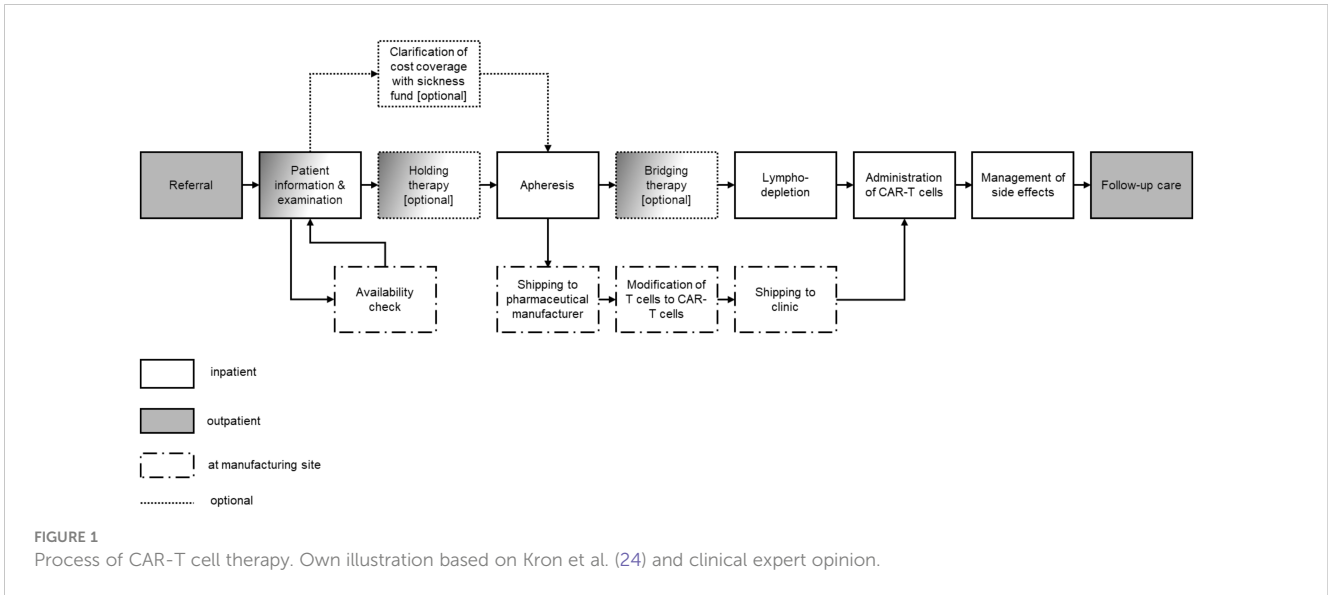 Clarification of
cost coverage
with sickness
fund [optional]
Referral
Patient
information &
examination
Holding
therapy
[optional]
Apheresis
Bridging
therapy
[optional]
Lympho-
depletion
Administration
of CAR-T cells
Management of
side effects
Follow-up care
Availability
check
Shipping to
pharmaceutical
manufacturer
Modification of
T cells to CAR-
T cells
Shipping to
clinic
inpatient
outpatient
at manufacturing site
optional
FIGURE 1
Process of CAR-T cell therapy. Own illustration based on Kron et al. (24) and clinical expert opinion.